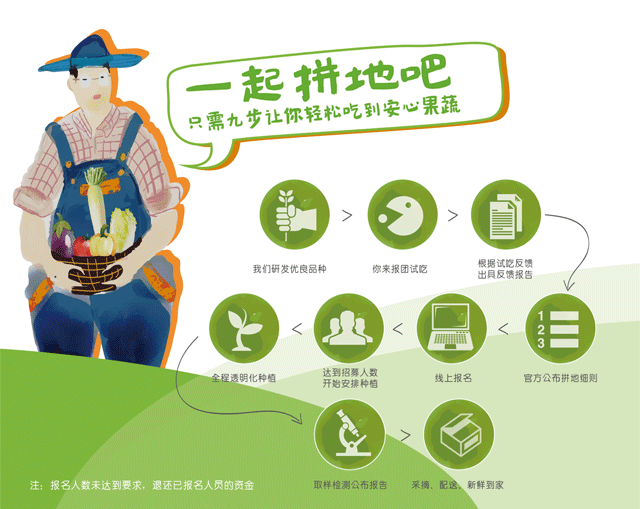 一起拼地吧
只需九步让你轻松吃到安心果蔬
我们研发优良品种
你来报团试吃
根据试吃反馈
出具反馈报告
1
2
3
官方公布拼地细则
线上报名
达到招募人数
开始安排种植
全程透明化种植
取样检测公布报告
采摘、配送、新鲜到家
注：报名人数未达到要求，退还已报名人员的资金